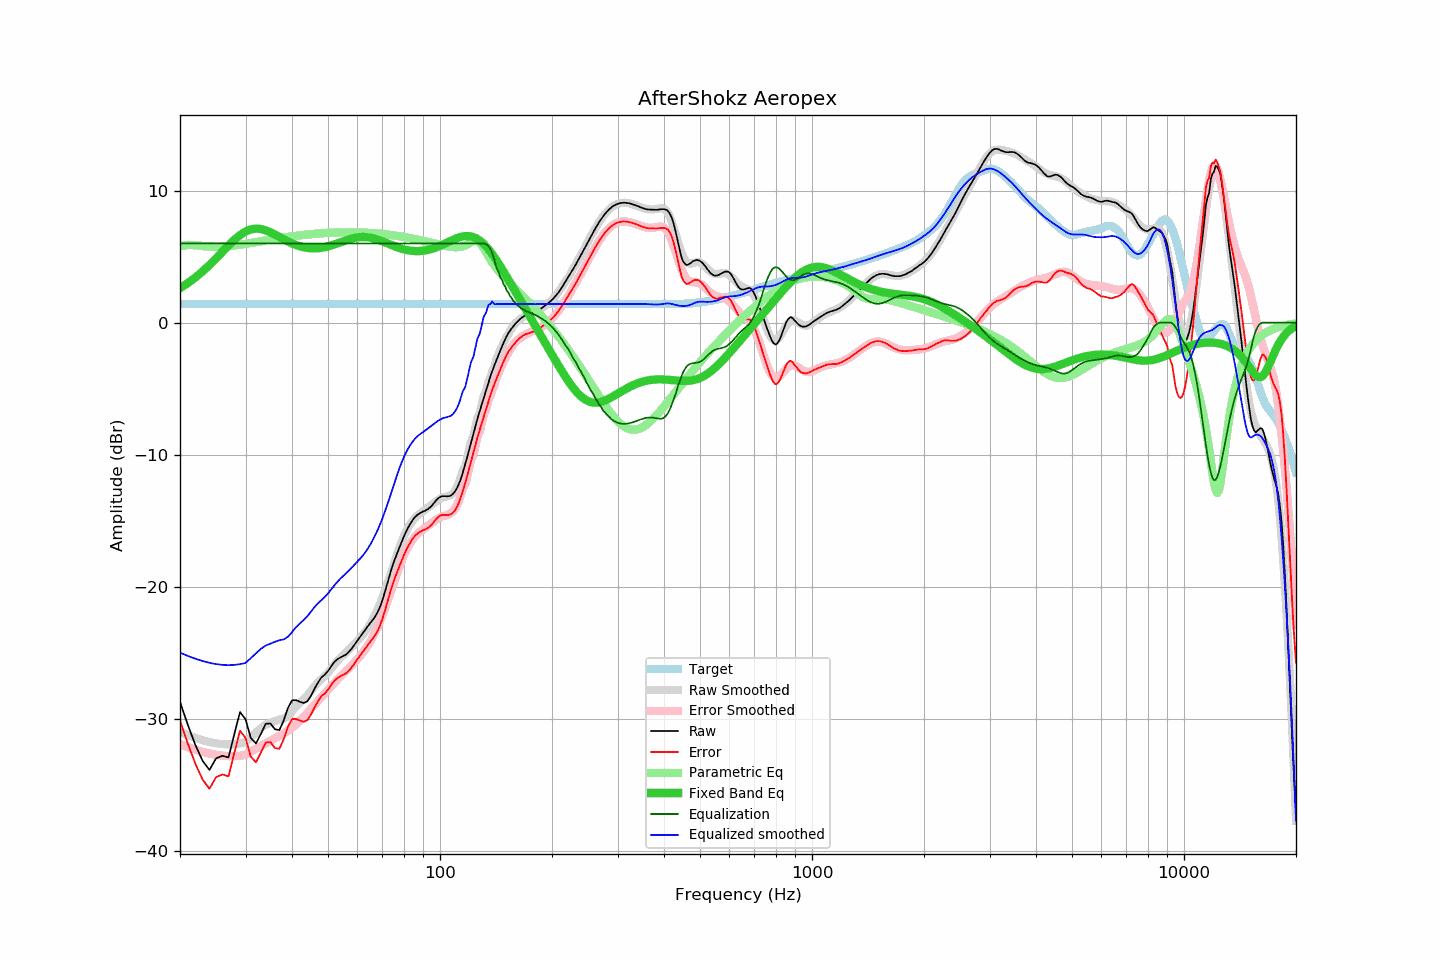 AfterShokz Aeropex
Amplitude (dBr)
10
0
−10
−20
−30
−40
100
1000
10000
Frequency (Hz)
Target
Raw Smoothed
Error Smoothed
Raw
Error
Parametric Eq
Fixed Band Eq
Equalization
Equalized smoothed